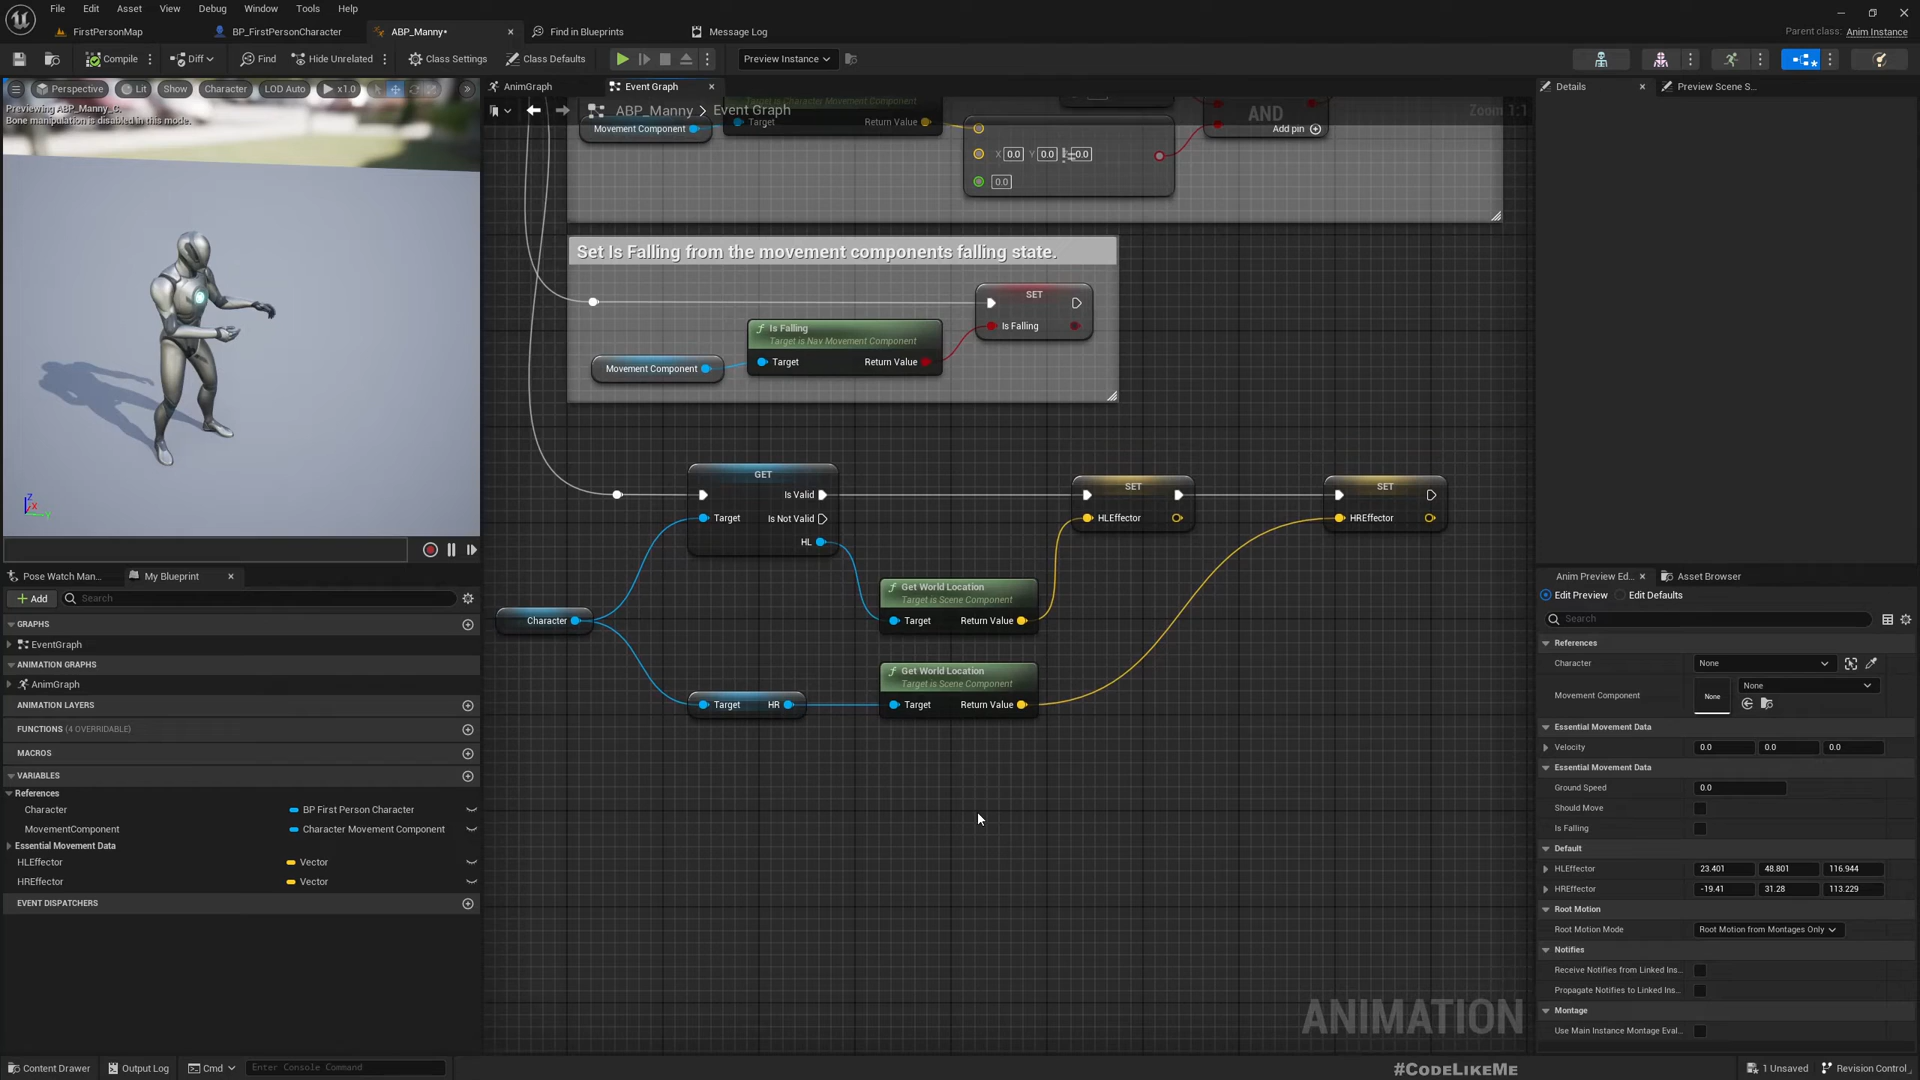 File Edit Asset View Debug Window Tools Help
FirstPersonMap BP_FirstPersonCharacter ABP_Manny• Find in Blueprints Message Log
Parent class: Anim Instance
Compile Diff Find Hide Unrelated Class Settings Class Defaults Preview Instance
Perspective Lit Show Character LOD Auto x1.0
Previewing ABP_Manny_C.
Bone manipulation is disabled in this mode.
AnimGraph Event Graph
ABP_Manny > Event Graph
Zoom 1:1
Target is Character Movement Component
Movement Component Target Return Value
AND
Add pin
X 0.0 Y 0.0 0.0
0.0
Set Is Falling from the movement components falling state.
SET
Is Falling
Is Falling
Target is Nav Movement Component
Movement Component Target Return Value
GET
Is Valid
Target Is Not Valid
HL
SET
HLEffector
SET
HREffector
Get World Location
Target is Scene Component
Target Return Value
Character
Get World Location
Target is Scene Component
Target Return Value
Target HR
ANIMATION
Z
X
Pose Watch Man... My Blueprint
Add Search
GRAPHS
EventGraph
ANIMATION GRAPHS
AnimGraph
ANIMATION LAYERS
FUNCTIONS (4 OVERRIDABLE)
MACROS
VARIABLES
References
Character BP First Person Character
MovementComponent Character Movement Component
Essential Movement Data
HLEffector Vector
HREffector Vector
EVENT DISPATCHERS
Details Preview Scene S...
Anim Preview Ed... Asset Browser
Edit Preview Edit Defaults
Search
References
Character None
Movement Component None None
Essential Movement Data
Velocity 0.0 0.0 0.0
Essential Movement Data
Ground Speed 0.0
Should Move
Is Falling
Default
HLEffector 23.401 48.801 116.944
HREffector -19.41 31.28 113.229
Root Motion
Root Motion Mode Root Motion from Montages Only
Notifies
Receive Notifies from Linked Ins...
Propagate Notifies to Linked Ins...
Montage
Use Main Instance Montage Eval...
Content Drawer Output Log Cmd Enter Console Command
#CodeLikeMe
1 Unsaved Revision Control